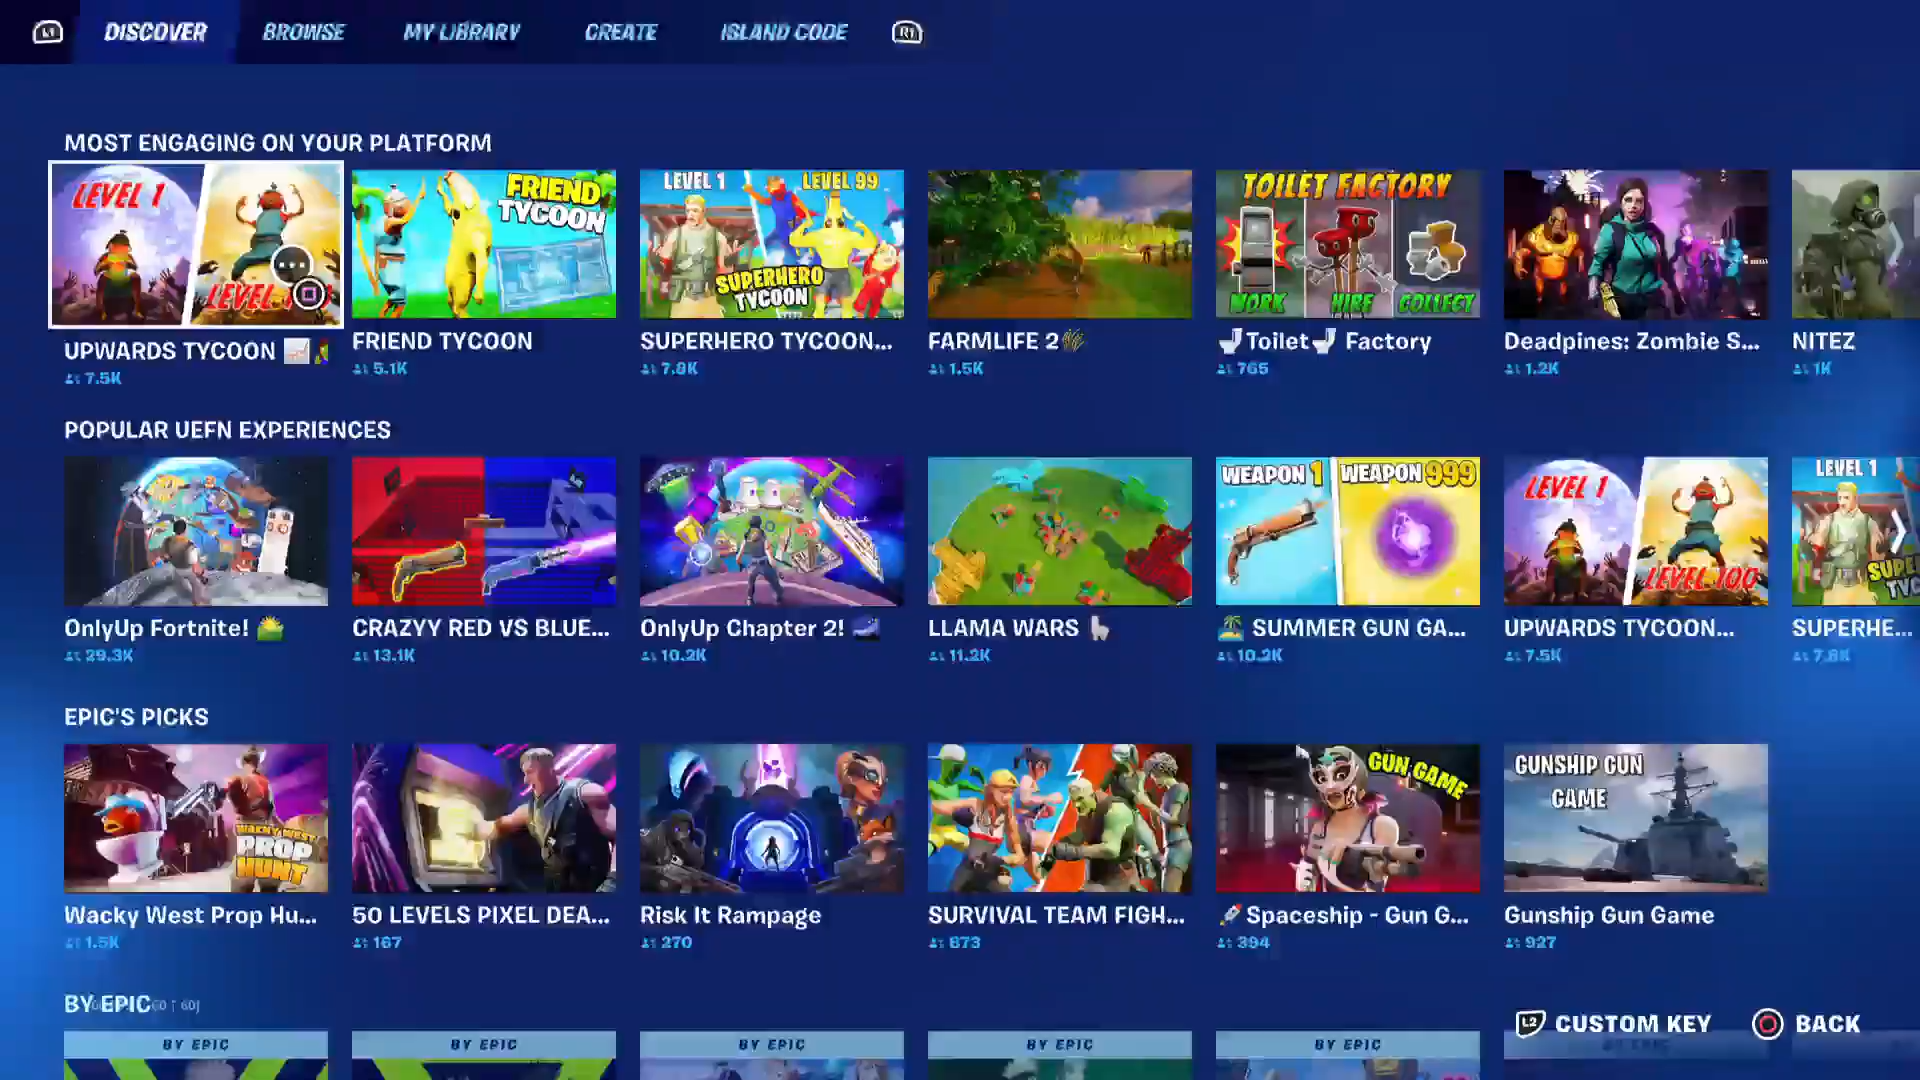 L1 DISCOVER BROWSE MY LIBRARY CREATE ISLAND CODE R1
MOST ENGAGING ON YOUR PLATFORM
LEVEL 1
FRIEND
TYCOON
LEVEL 1 LEVEL 99
SUPERHERO
TYCOON
TOILET FACTORY
WORK HIRE COLLECT
UPWARDS TYCOON
7.5K
FRIEND TYCOON
5.1K
SUPERHERO TYCOON...
7.8K
FARMLIFE 2
1.5K
Toilet Factory
765
Deadpines: Zombie S...
1.2K
NITEZ
1K
POPULAR UEFN EXPERIENCES
WEAPON 1 WEAPON 999
LEVEL 1
LEVEL 100
LEVEL 1
OnlyUp Fortnite!
29.3K
CRAZYY RED VS BLUE...
13.1K
OnlyUp Chapter 2!
10.2K
LLAMA WARS
11.2K
SUMMER GUN GA...
10.2K
UPWARDS TYCOON...
7.5K
SUPERHE...
7.8K
EPIC'S PICKS
WACKY WEST
PROP
HUNT
GUN GAME
GUNSHIP GUN
GAME
Wacky West Prop Hu...
1.5K
50 LEVELS PIXEL DEA...
167
Risk It Rampage
270
SURVIVAL TEAM FIGH...
873
Spaceship - Gun G...
394
Gunship Gun Game
927
BY EPIC
L2 CUSTOM KEY BACK
BY EPIC BY EPIC BY EPIC BY EPIC BY EPIC